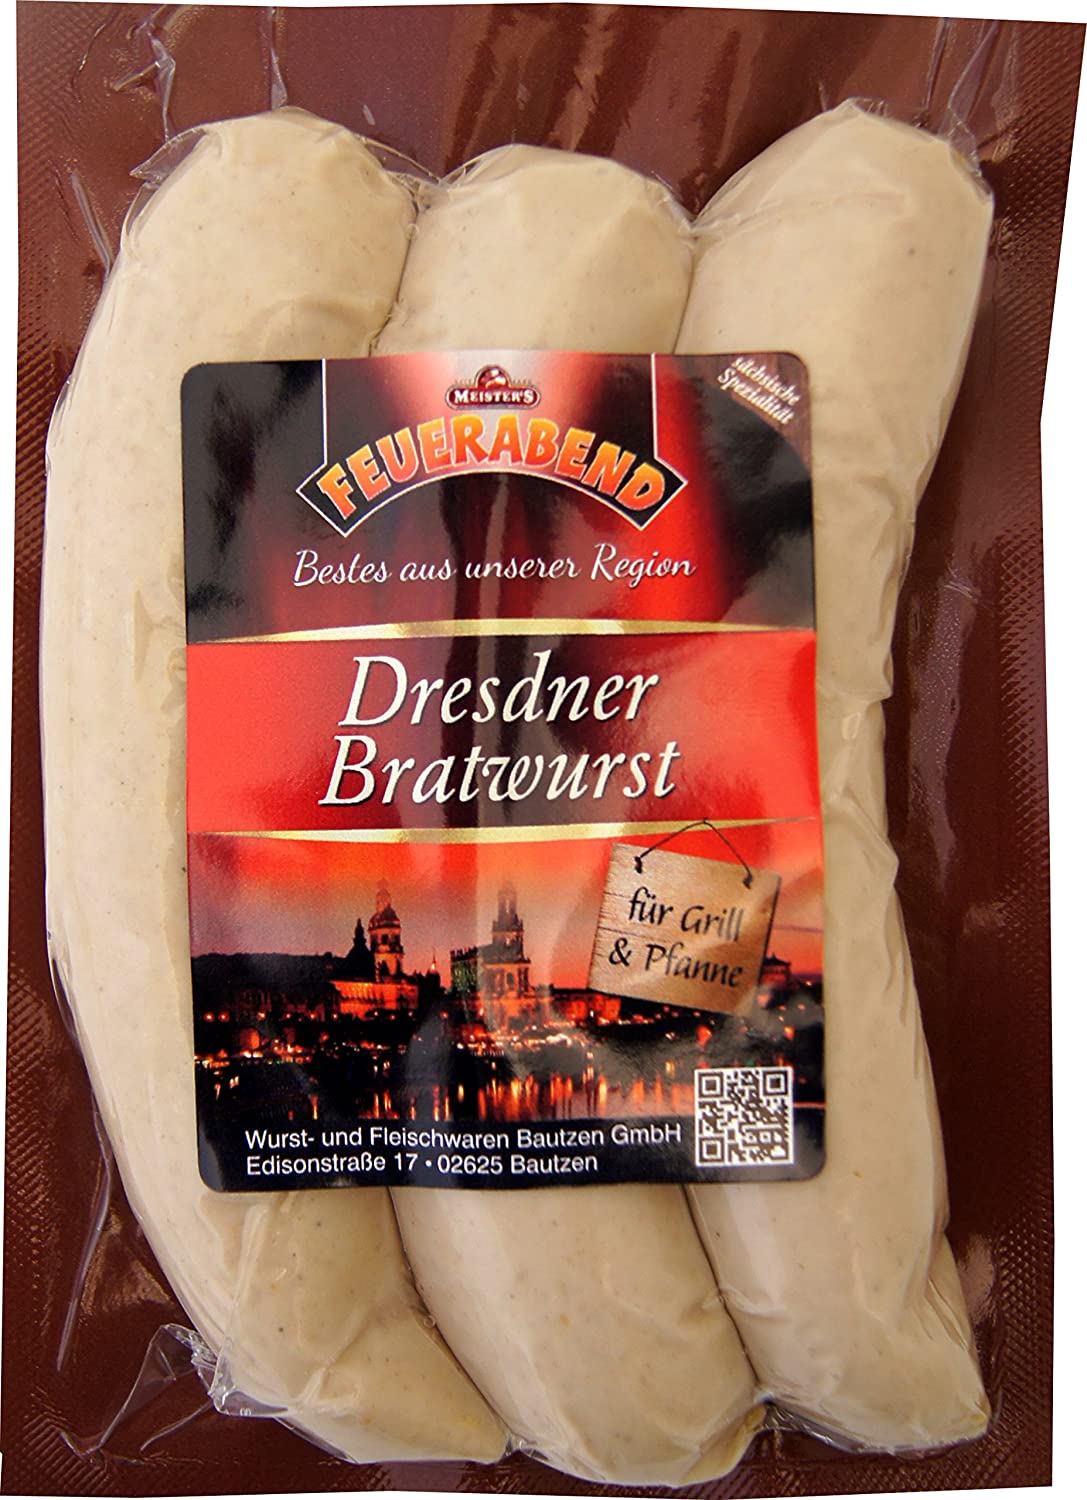 MEISTER'S
FEUERABEND
sächsische
Spezialität
Bestes aus unserer Region
Dresdner
Bratwurst
für Grill
& Pfanne
Wurst- und Fleischwaren Bautzen GmbH
Edisonstraße 17 • 02625 Bautzen